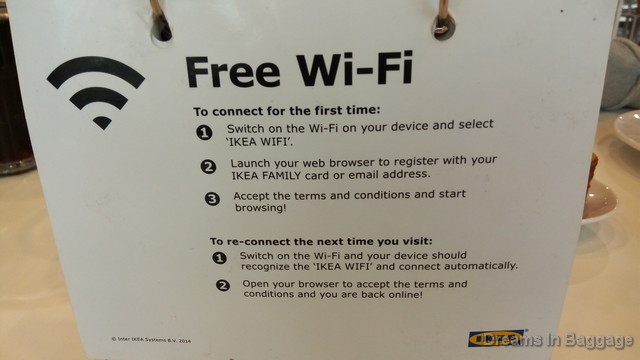 Free Wi-Fi
To connect for the first time:
1 Switch on the Wi-Fi on your device and select
'IKEA WIFI'.
2 Launch your web browser to register with your
IKEA FAMILY card or email address.
3 Accept the terms and conditions and start
browsing!
To re-connect the next time you visit:
1 Switch on the Wi-Fi and your device should
recognize the 'IKEA WIFI' and connect automatically.
2 Open your browser to accept the terms and
conditions and you are back online!
© Inter IKEA Systems B.V. 2014
IKEA
Dreams In Baggage